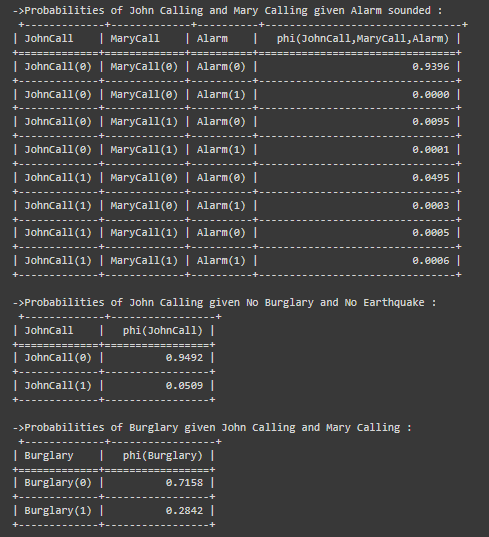 ->Probabilities of John Calling and Mary Calling given Alarm sounded :
+-------------+-------------+----------+-------------------------------+
| JohnCall    | MaryCall    | Alarm    |   phi(JohnCall,MaryCall,Alarm) |
+=============+=============+==========+================================+
| JohnCall(0) | MaryCall(0) | Alarm(0) |                         0.9396 |
+-------------+-------------+----------+--------------------------------+
| JohnCall(0) | MaryCall(0) | Alarm(1) |                         0.0000 |
+-------------+-------------+----------+--------------------------------+
| JohnCall(0) | MaryCall(1) | Alarm(0) |                         0.0095 |
+-------------+-------------+----------+--------------------------------+
| JohnCall(0) | MaryCall(1) | Alarm(1) |                         0.0001 |
+-------------+-------------+----------+--------------------------------+
| JohnCall(1) | MaryCall(0) | Alarm(0) |                         0.0495 |
+-------------+-------------+----------+--------------------------------+
| JohnCall(1) | MaryCall(0) | Alarm(1) |                         0.0003 |
+-------------+-------------+----------+--------------------------------+
| JohnCall(1) | MaryCall(1) | Alarm(0) |                         0.0005 |
+-------------+-------------+----------+--------------------------------+
| JohnCall(1) | MaryCall(1) | Alarm(1) |                         0.0006 |
+-------------+-------------+----------+--------------------------------+
->Probabilities of John Calling given No Burglary and No Earthquake :
+-------------+-----------------+
| JohnCall    |   phi(JohnCall) |
+=============+=================+
| JohnCall(0) |          0.9492 |
+-------------+-----------------+
| JohnCall(1) |          0.0509 |
+-------------+-----------------+
->Probabilities of Burglary given John Calling and Mary Calling :
+-------------+-----------------+
| Burglary    |   phi(Burglary) |
+=============+=================+
| Burglary(0) |          0.7158 |
+-------------+-----------------+
| Burglary(1) |          0.2842 |
+-------------+-----------------+